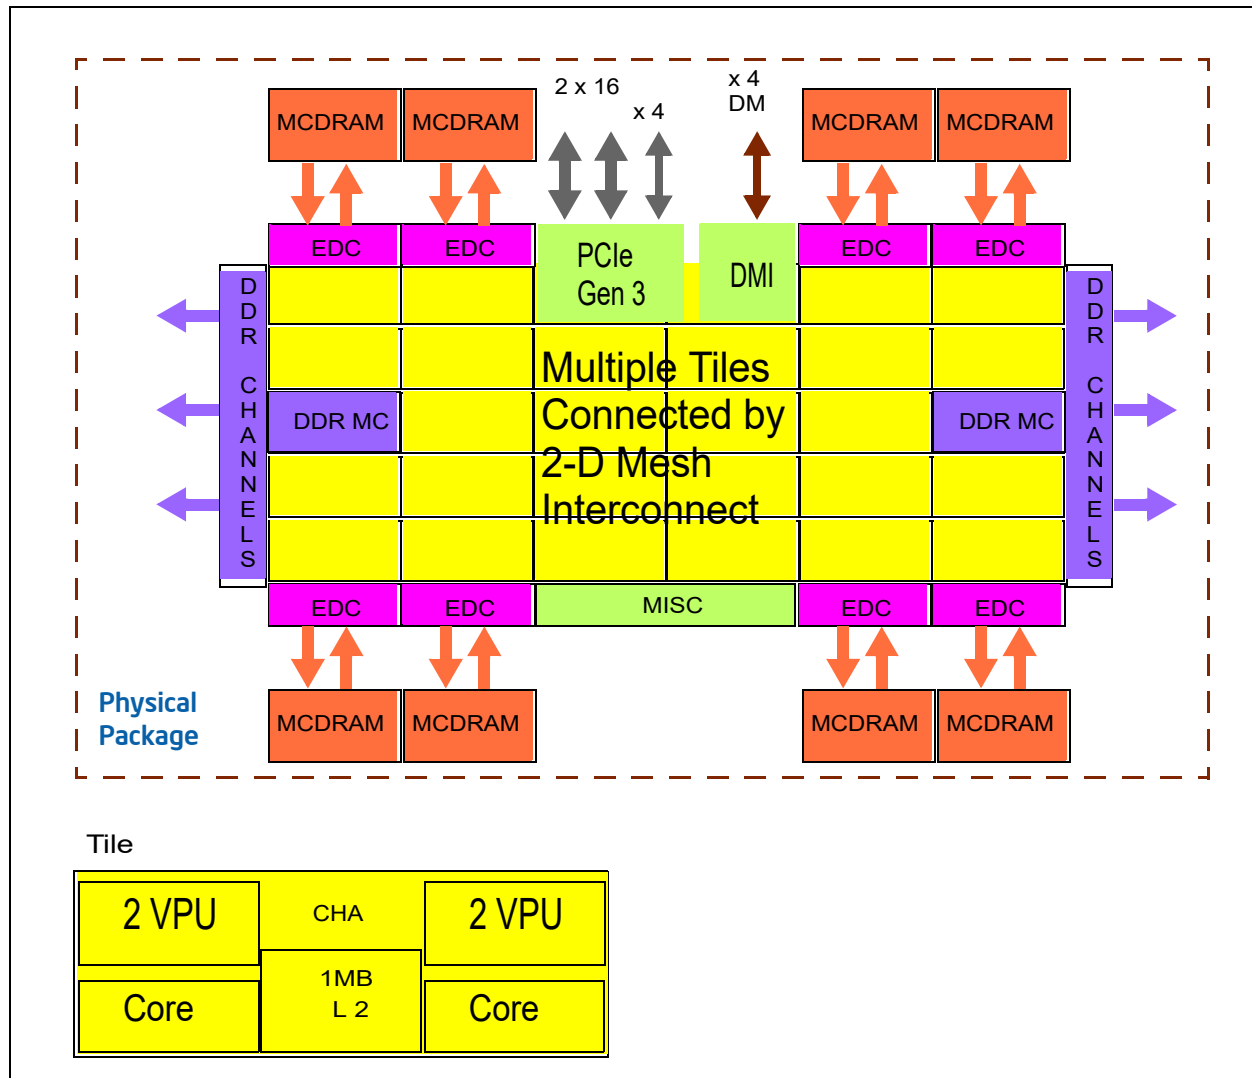 2 x 16
x 4
x 4
DM
MCDRAM
MCDRAM
MCDRAM
MCDRAM
EDC
EDC
PCIe
Gen 3
DMI
EDC
EDC
DDR CHANNELS
DDR CHANNELS
Multiple Tiles
Connected by
2-D Mesh
Interconnect
DDR MC
DDR MC
EDC
EDC
MISC
EDC
EDC
Physical
Package
MCDRAM
MCDRAM
MCDRAM
MCDRAM
Tile
2 VPU
CHA
2 VPU
1MB
L 2
Core
Core